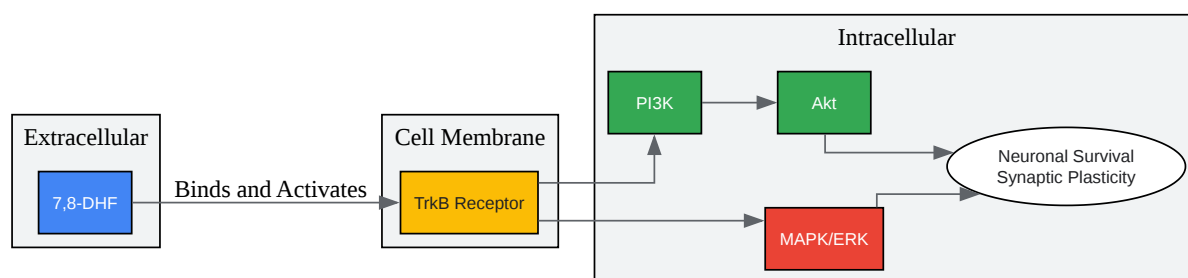 Extracellular
7,8-DHF
Binds and Activates
Cell Membrane
TrkB Receptor
Intracellular
PI3K
Akt
MAPK/ERK
Neuronal Survival
Synaptic Plasticity